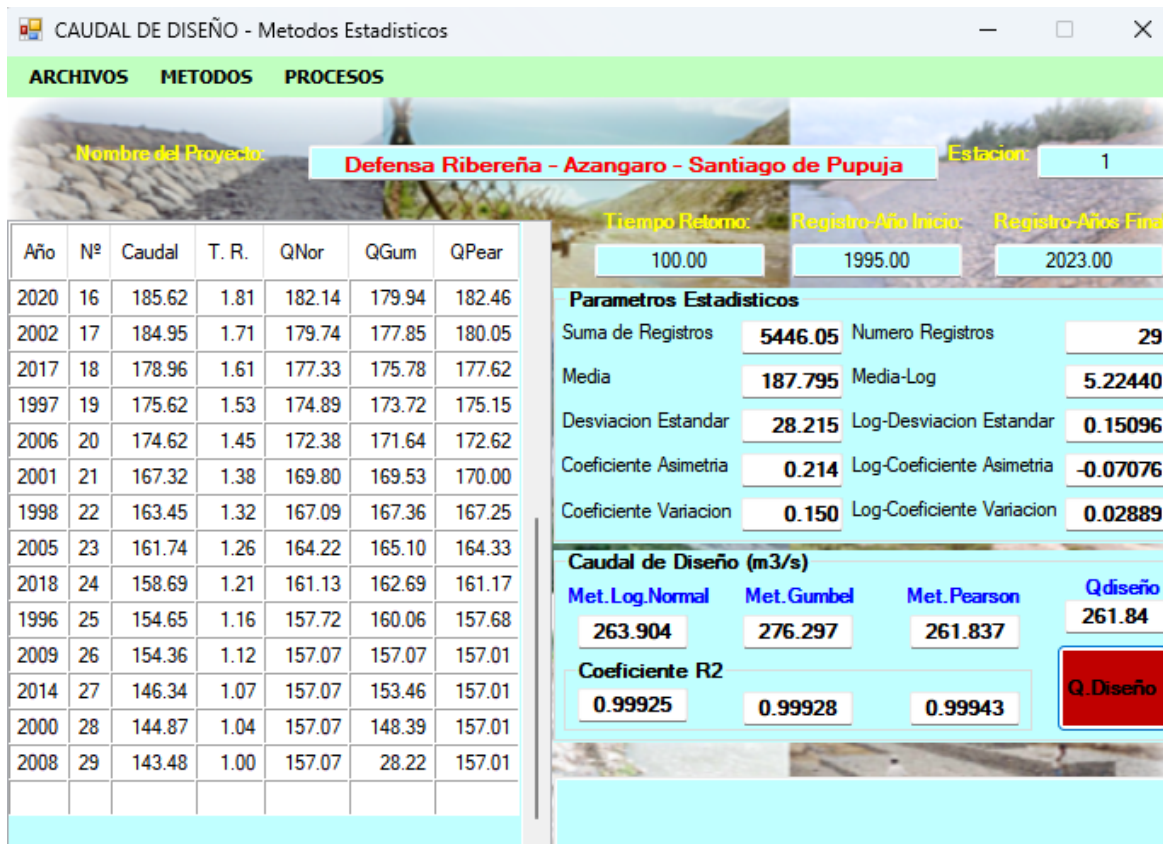 CAUDAL DE DISEÑO - Metodos Estadisticos
ARCHIVOS METODOS PROCESOS
Nombre del Proyecto: Defensa Ribereña - Azangaro - Santiago de Pupuja Estacion: 1
Tiempo Retorno: Registro-Año Inicio: Registro-Años Fina
100.00 1995.00 2023.00
Año Nº Caudal T. R. QNor QGum QPear
2020 16 185.62 1.81 182.14 179.94 182.46
2002 17 184.95 1.71 179.74 177.85 180.05
2017 18 178.96 1.61 177.33 175.78 177.62
1997 19 175.62 1.53 174.89 173.72 175.15
2006 20 174.62 1.45 172.38 171.64 172.62
2001 21 167.32 1.38 169.80 169.53 170.00
1998 22 163.45 1.32 167.09 167.36 167.25
2005 23 161.74 1.26 164.22 165.10 164.33
2018 24 158.69 1.21 161.13 162.69 161.17
1996 25 154.65 1.16 157.72 160.06 157.68
2009 26 154.36 1.12 157.07 157.07 157.01
2014 27 146.34 1.07 157.07 153.46 157.01
2000 28 144.87 1.04 157.07 148.39 157.01
2008 29 143.48 1.00 157.07 28.22 157.01
Parametros Estadisticos
Suma de Registros 5446.05 Numero Registros 29
Media 187.795 Media-Log 5.22440
Desviacion Estandar 28.215 Log-Desviacion Estandar 0.15096
Coeficiente Asimetria 0.214 Log-Coeficiente Asimetria -0.07076
Coeficiente Variacion 0.150 Log-Coeficiente Variacion 0.02889
Caudal de Diseño (m3/s)
Met.Log.Normal Met.Gumbel Met.Pearson Qdiseño
263.904 276.297 261.837 261.84
Coeficiente R2
0.99925 0.99928 0.99943
Q.Diseño